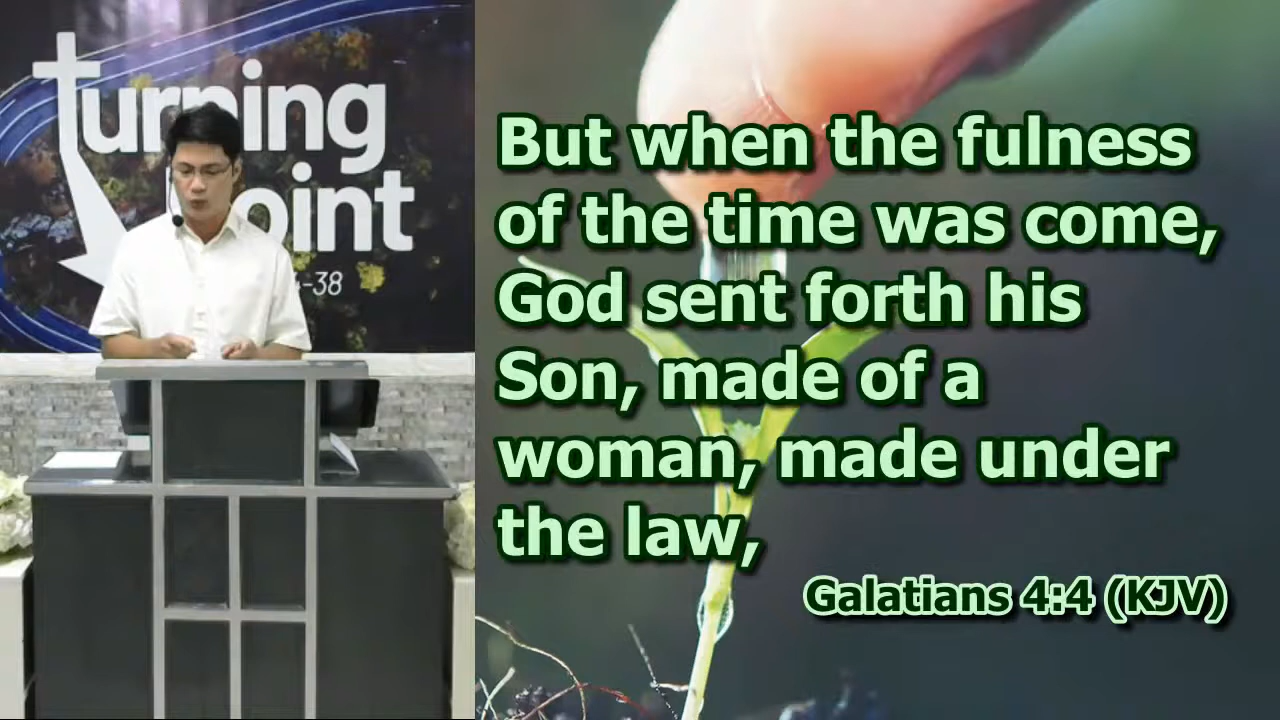 turning
point
-38
But when the fulness
of the time was come,
God sent forth his
Son, made of a
woman, made under
the law,
Galatians 4:4 (KJV)